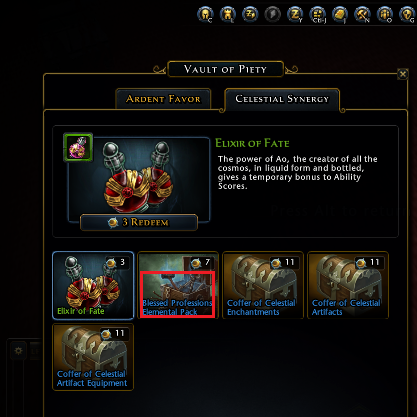 C L Z Y CE-J J N O G
Vault of Piety
Ardent Favor Celestial Synergy
Elixir of Fate
The power of Ao, the creator of all the
cosmos, in liquid form and bottled,
gives a temporary bonus to Ability
Scores.
3 Redeem
3 7 11 11
Elixir of Fate
Blessed Professions
Elemental Pack
Coffer of Celestial
Enchantments
Coffer of Celestial
Artifacts
11
Coffer of Celestial
Artifact Equipment